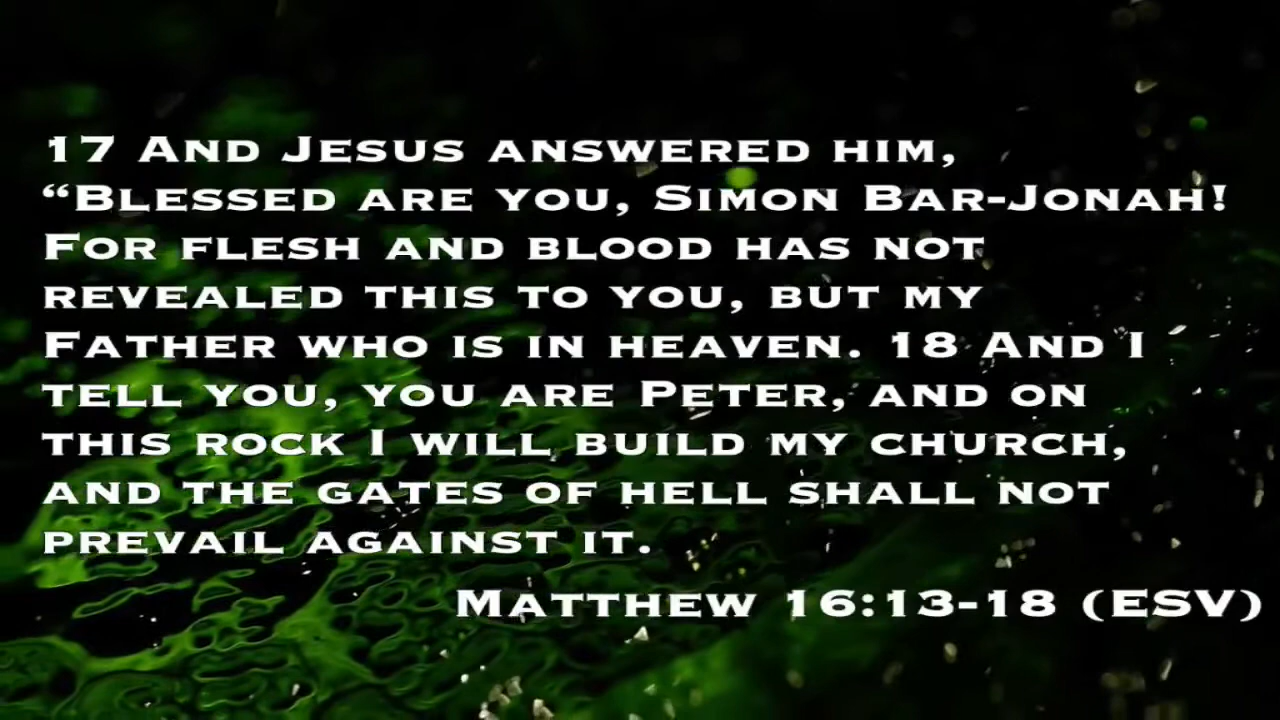 17 And Jesus answered him,
“Blessed are you, Simon Bar-Jonah!
For flesh and blood has not
revealed this to you, but my
Father who is in heaven. 18 And I
tell you, you are Peter, and on
this rock I will build my church,
and the gates of hell shall not
prevail against it.
Matthew 16:13-18 (ESV)